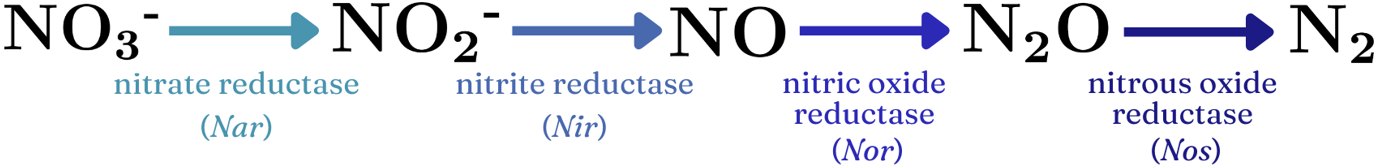 NO₃⁻ NO₂⁻ NO N₂O N₂
nitrate reductase
(Nar)
nitrite reductase
(Nir)
nitric oxide
reductase
(Nor)
nitrous oxide
reductase
(Nos)